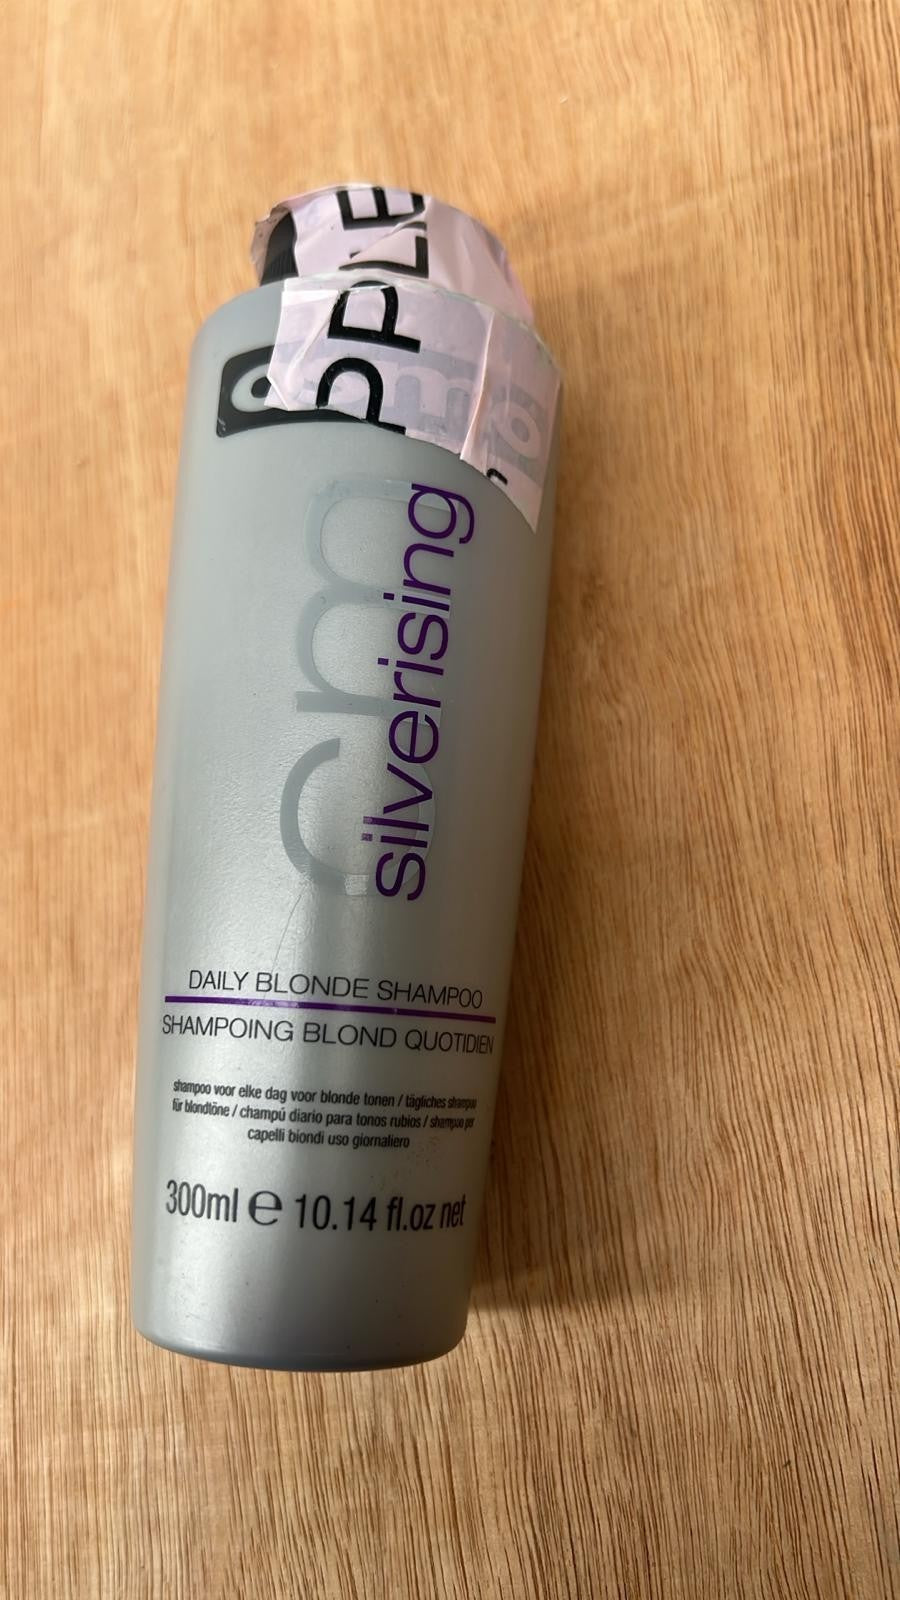 PPLE
cm
silverising
DAILY BLONDE SHAMPOO
SHAMPOING BLOND QUOTIDIEN
shampoo voor elke dag voor blonde tonen / tägliches shampoo
für blondtöne / champú diario para tonos rubios / shampoo per
capelli biondi uso giornaliero
300ml e 10.14 fl.oz net